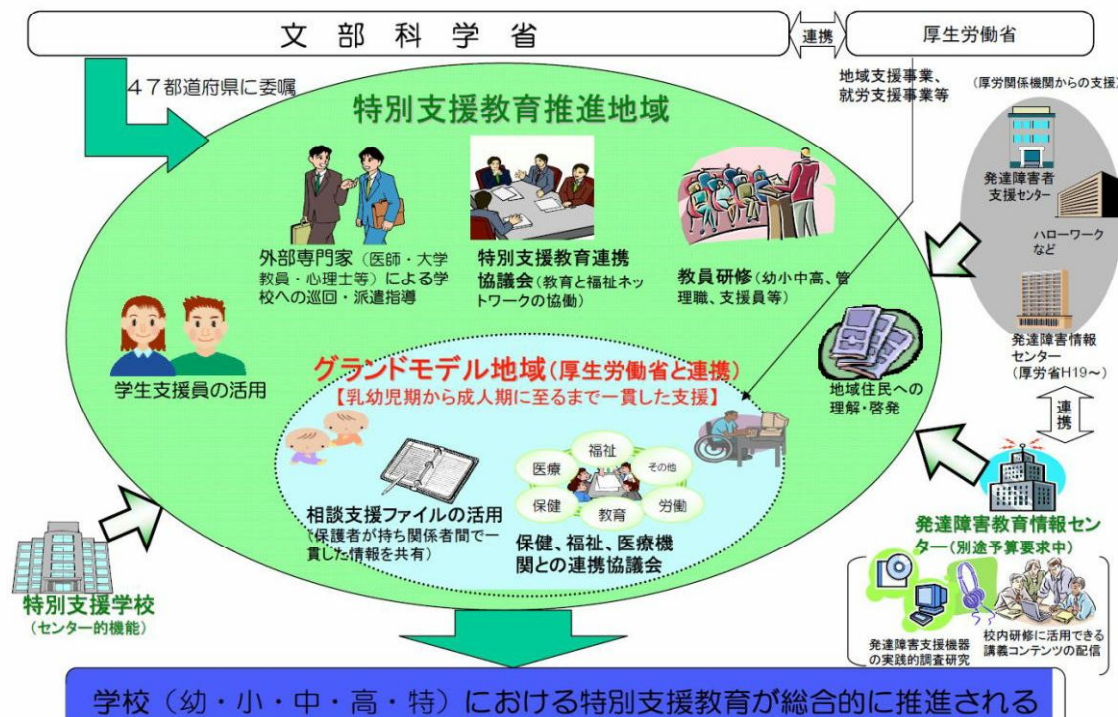 文部科学省
連携
厚生労働省
47都道府県に委嘱
地域支援事業、
就労支援事業等
(厚労関係機関からの支援)
特別支援教育推進地域
発達障害者
支援センター
ハローワーク
など
発達障害情報
センター
(厚労省H19～)
連携
外部専門家(医師・大学
教員・心理士等)による学
校への巡回・派遣指導
特別支援教育連携
協議会(教育と福祉ネッ
トワークの協働)
教員研修(幼小中高、管
理職、支援員等)
学生支援員の活用
地域住民への
理解・啓発
グランドモデル地域(厚生労働省と連携)
【乳幼児期から成人期に至るまで一貫した支援】
相談支援ファイルの活用
(保護者が持ち関係者間で一
貫した情報を共有)
福祉
医療
その他
保健
労働
教育
保健、福祉、医療機
関との連携協議会
特別支援学校
(センター的機能)
発達障害教育情報セン
ター(別途予算要求中)
発達障害支援機器
の実践的調査研究
校内研修に活用できる
講義コンテンツの配信
学校(幼・小・中・高・特)における特別支援教育が総合的に推進される